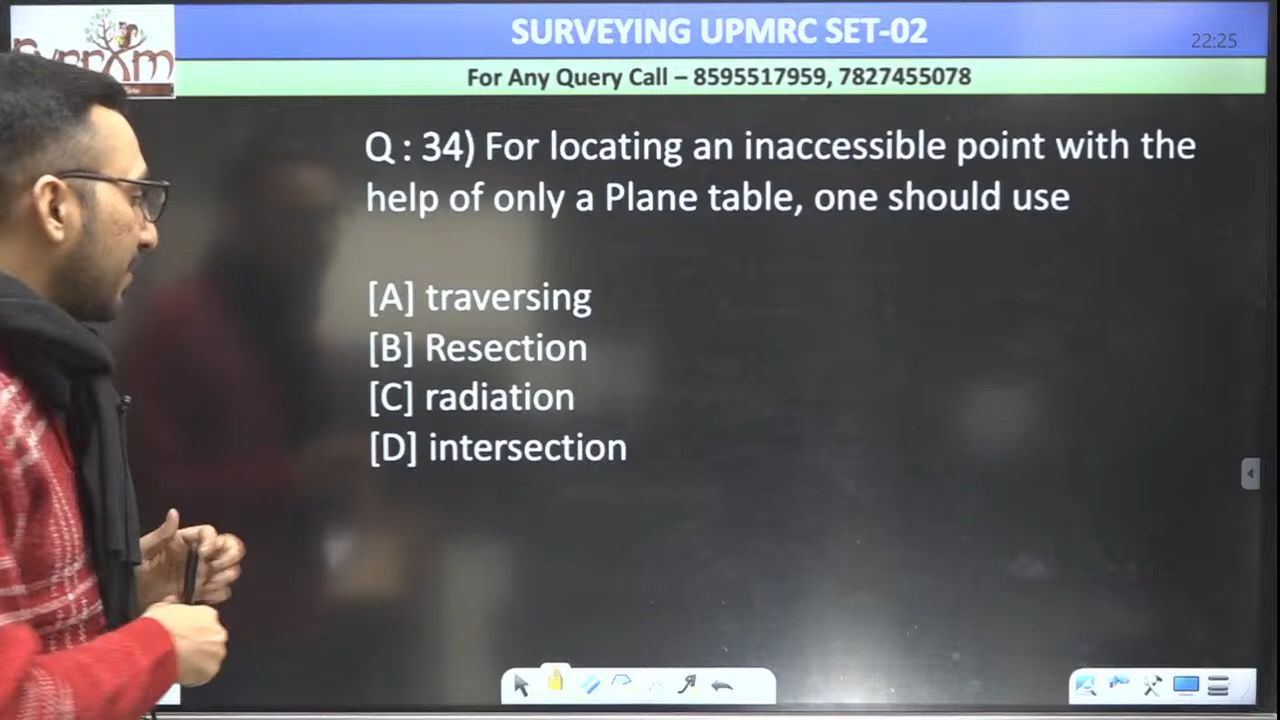 SURVEYING UPMRC SET-02
22:25
For Any Query Call – 8595517959, 7827455078
Q : 34) For locating an inaccessible point with the
help of only a Plane table, one should use
[A] traversing
[B] Resection
[C] radiation
[D] intersection